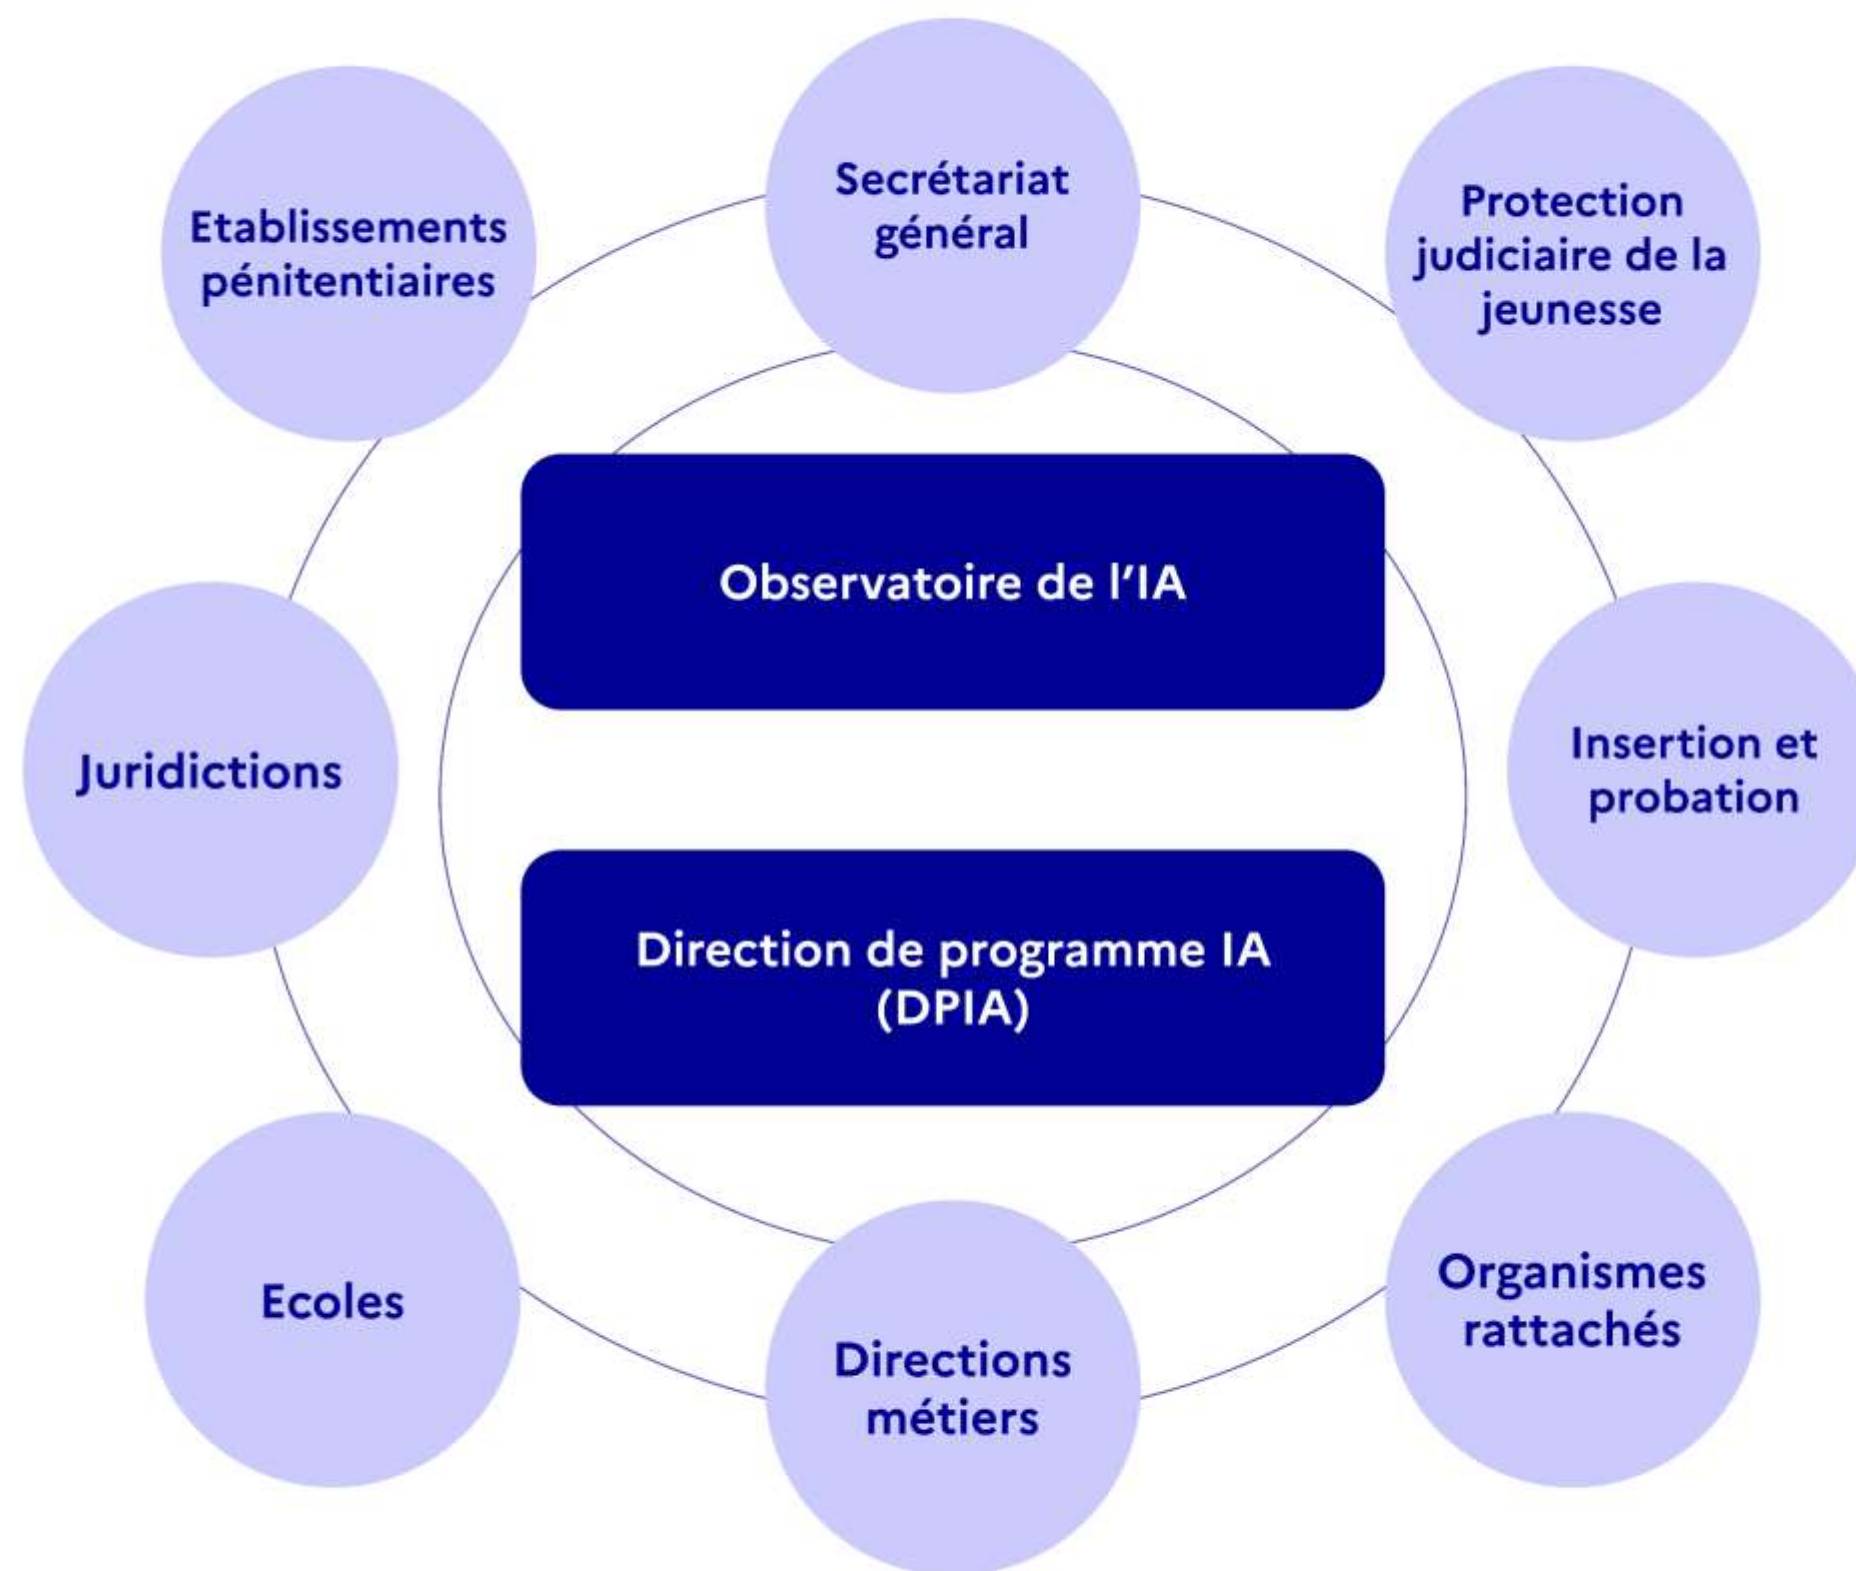 Secrétariat
général
Etablissements
pénitentiaires
Protection
judiciaire de la
jeunesse
Observatoire de l’IA
Juridictions
Insertion et
probation
Direction de programme IA
(DPIA)
Ecoles
Organismes
rattachés
Directions
métiers